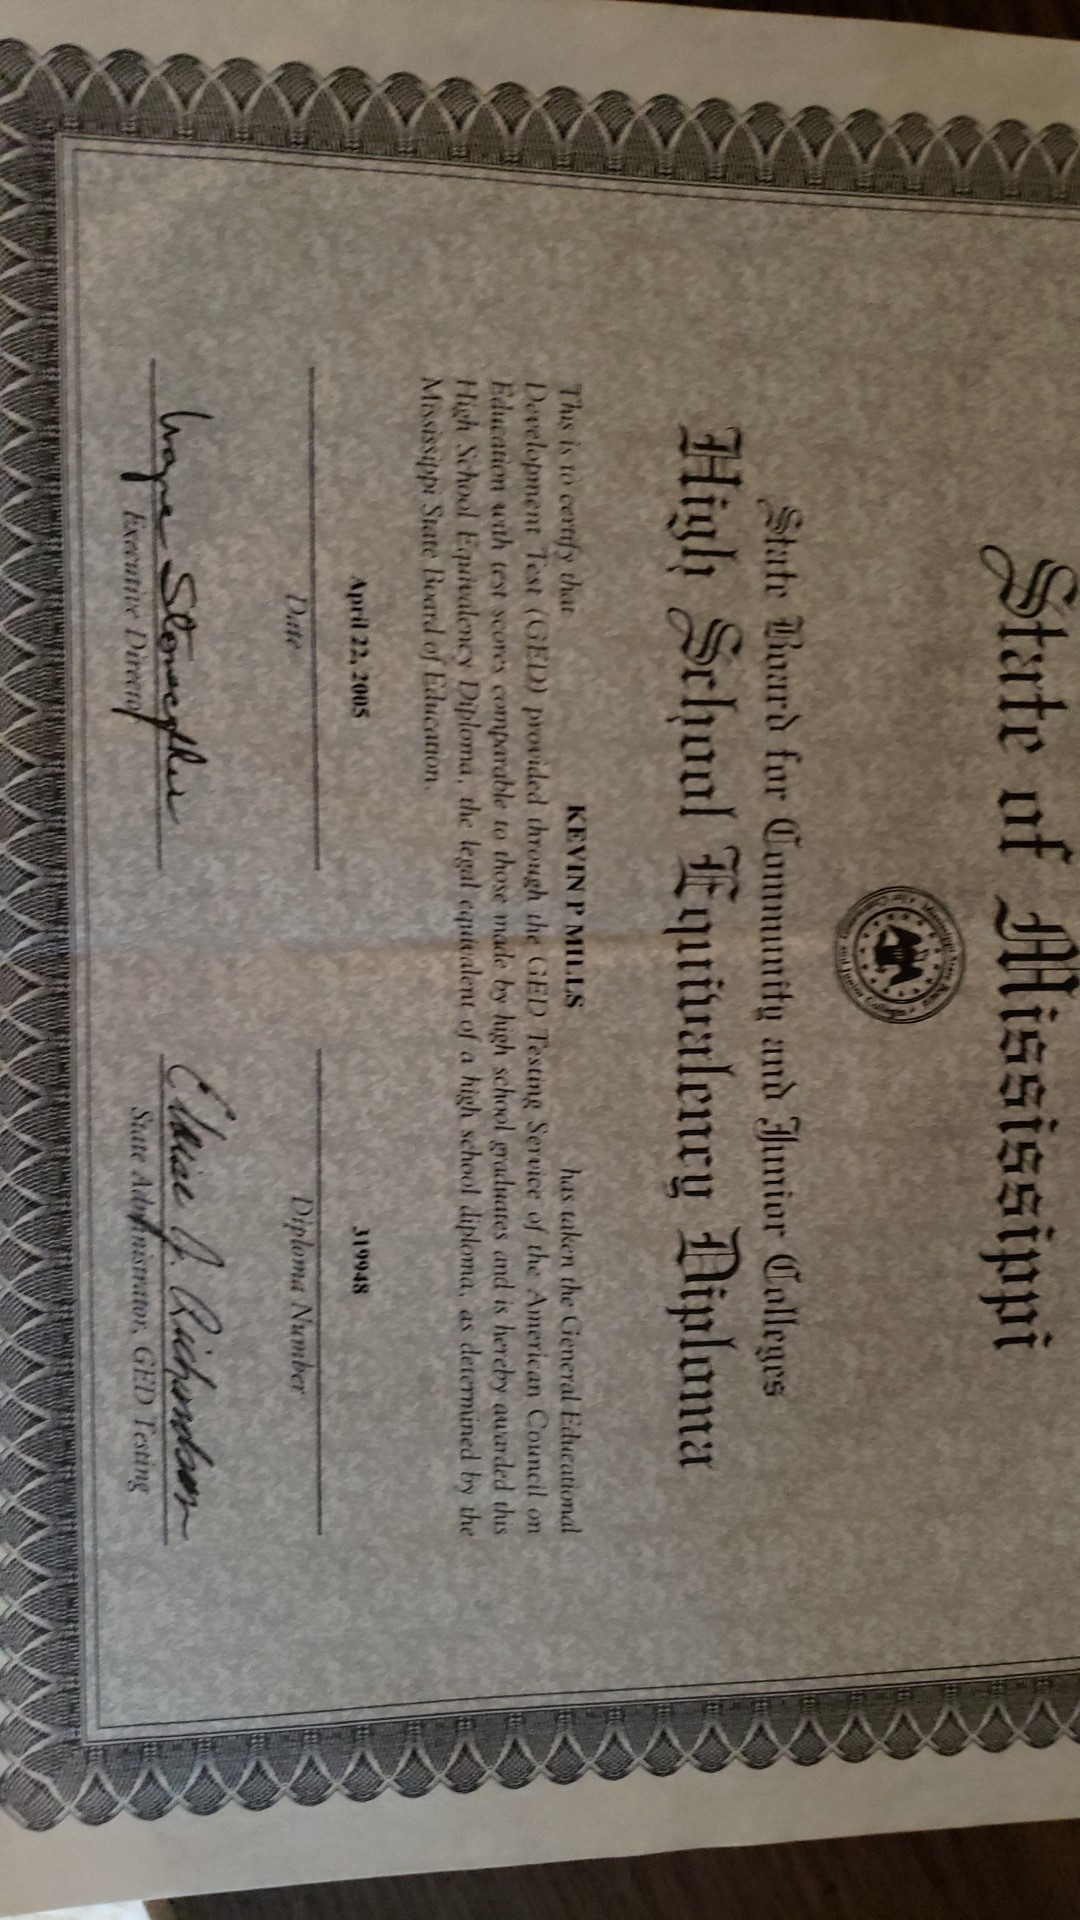 State of Mississippi
State Board for Community and Junior Colleges
High School Equivalency Diploma
This is to certify that KEVIN P MILLS has taken the General Educational
Development Test (GED) provided through the GED Testing Service of the American Council on
Education with test scores comparable to those made by high school graduates and is hereby awarded this
High School Equivalency Diploma, the legal equivalent of a high school diploma, as determined by the
Mississippi State Board of Education.
April 22, 2005 319948
Date Diploma Number
Wayne Stonecypher
Executive Director
Richardson
State Administrator, GED Testing